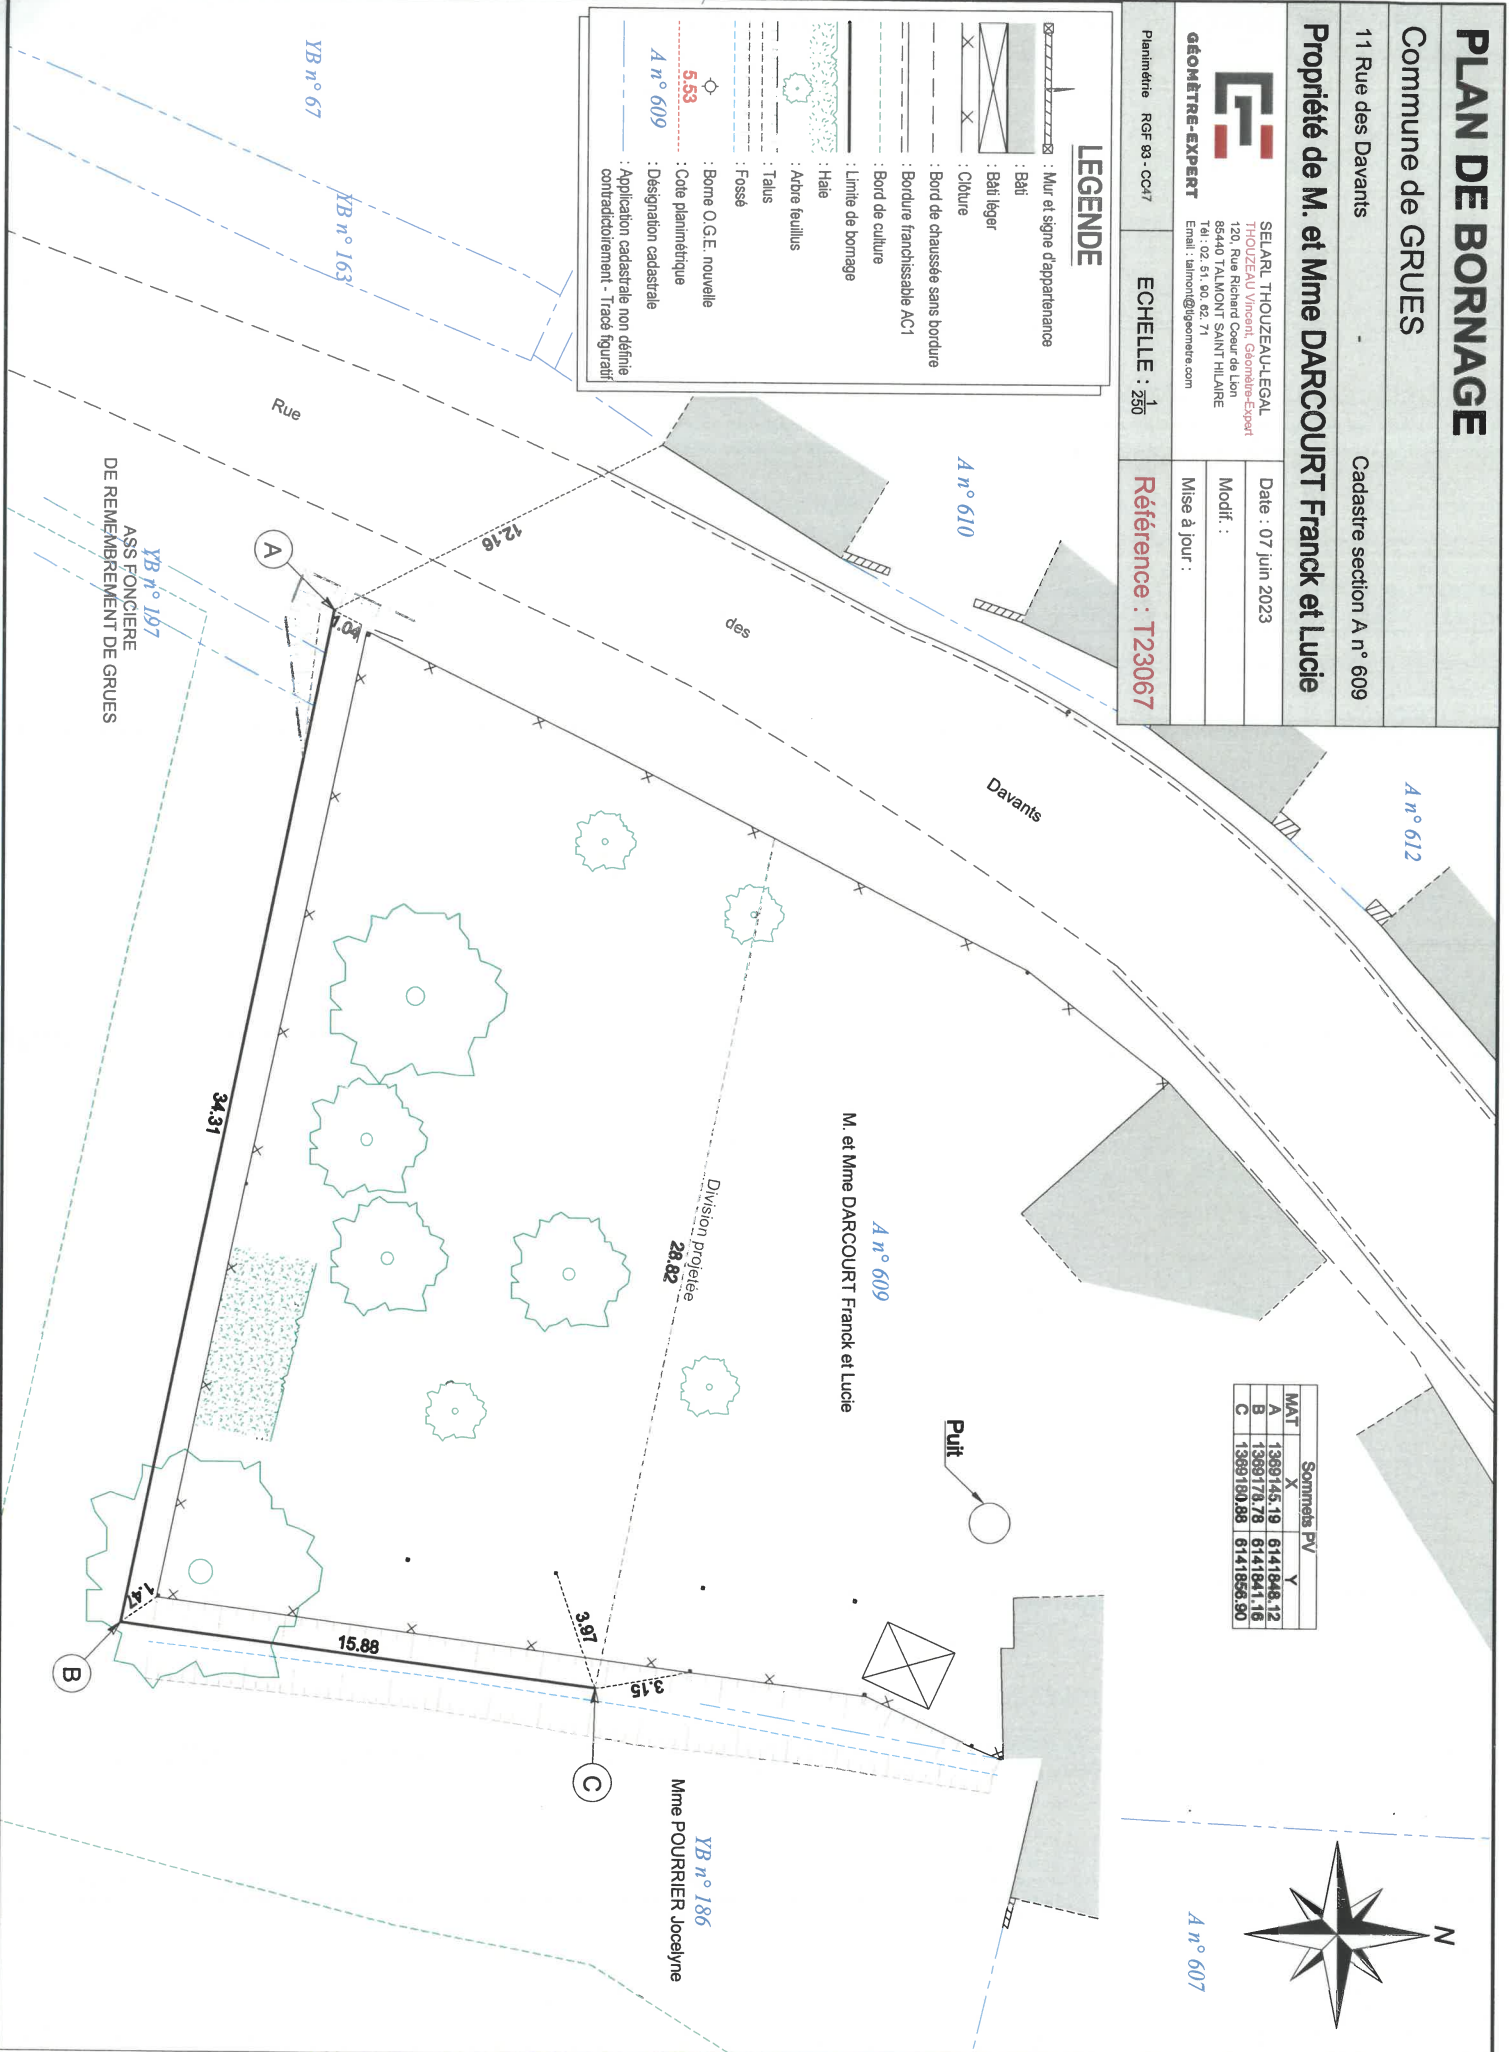 PLAN DE BORNAGE
Commune de GRUES
11 Rue des Davants - Cadastre section A n° 609
Propriété de M. et Mme DARCOURT Franck et Lucie
GÉOMÈTRE-EXPERT
SELARL THOUZEAU-LEGAL
THOUZEAU Vincent, Géomètre-Expert
120, Rue Richard Coeur de Lion
85440 TALMONT SAINT HILAIRE
Tél : 02. 51. 90. 62. 71
Email : talmont@tlgeometre.com
Date : 07 juin 2023
Modif. :
Mise à jour :
Planimétrie RGF 93 - CC47
ECHELLE : 1/250
Référence : T23067
LEGENDE
: Mur et signe d'appartenance
: Bâti
: Bâti léger
: Clôture
: Bord de chaussée sans bordure
: Bordure franchissable AC1
: Bord de culture
: Limite de bornage
: Haie
: Arbre feuillus
: Talus
: Fossé
: Borne O.G.E. nouvelle
5.53 : Cote planimétrique
A n° 609 : Désignation cadastrale
: Application cadastrale non définie
contradictoirement - Tracé figuratif
A n° 610
A n° 612
YB n° 67
YB n° 163
Rue
des
Davants
12.16
A
1.04
YB n° 197
ASS FONCIERE
DE REMEMBREMENT DE GRUES
34.31
Division projetée
28.82
A n° 609
M. et Mme DARCOURT Franck et Lucie
Puit
Sommets PV
MAT X Y
A 1369145.19 6141848.12
B 1369178.78 6141841.16
C 1369180.88 6141856.90
3.97
3.15
15.88
1.47
B
C
YB n° 186
Mme POURRIER Jocelyne
A n° 607
N